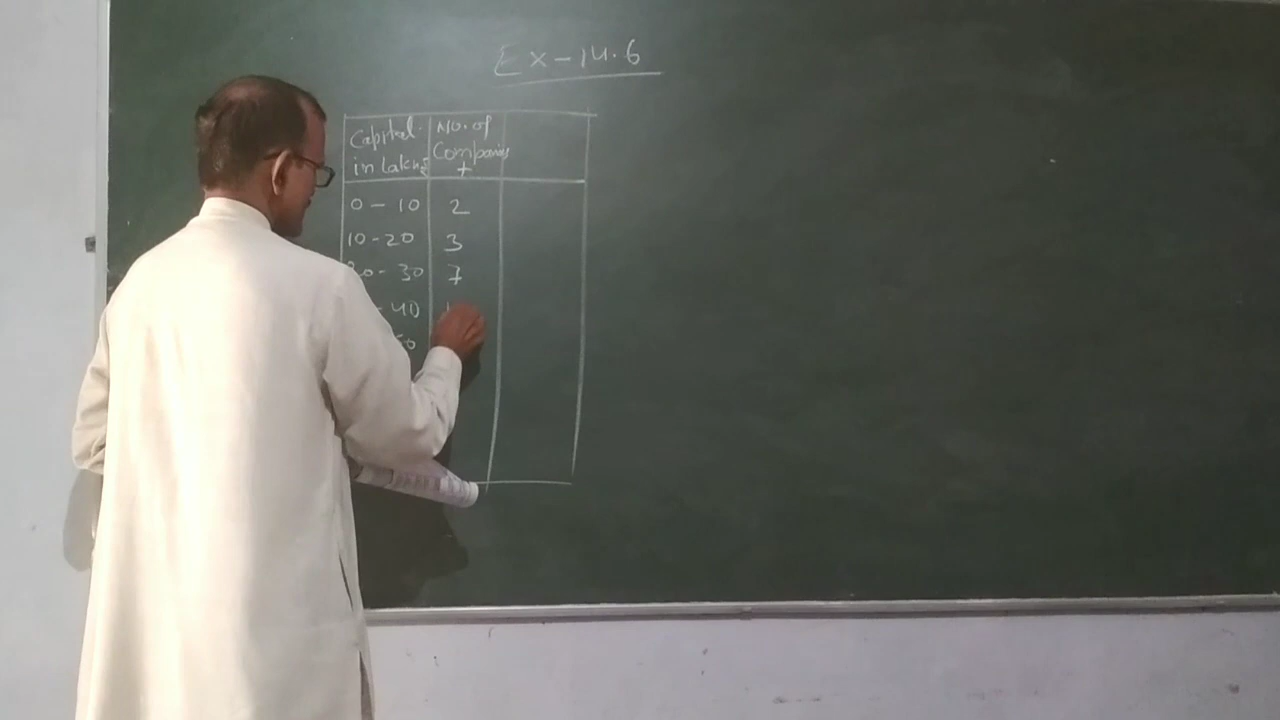 Ex-14.6
Capital in Lakhs
No. of Companies
f
0-10 2
10-20 3
20-30 7
-40